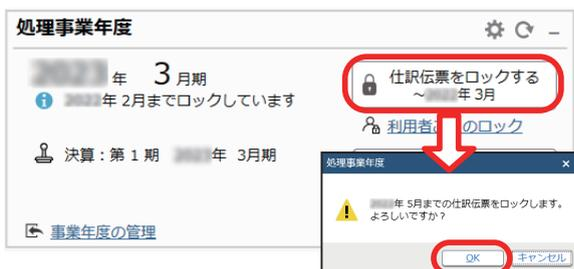 処理事業年度
年 3月期
年 2月までロックしています
仕訳伝票をロックする
～ 年 3月
利用者 のロック
決算：第 1 期 年 3月期
事業年度の管理
処理事業年度
年 5月までの仕訳伝票をロックします。
よろしいですか？
OK キャンセル